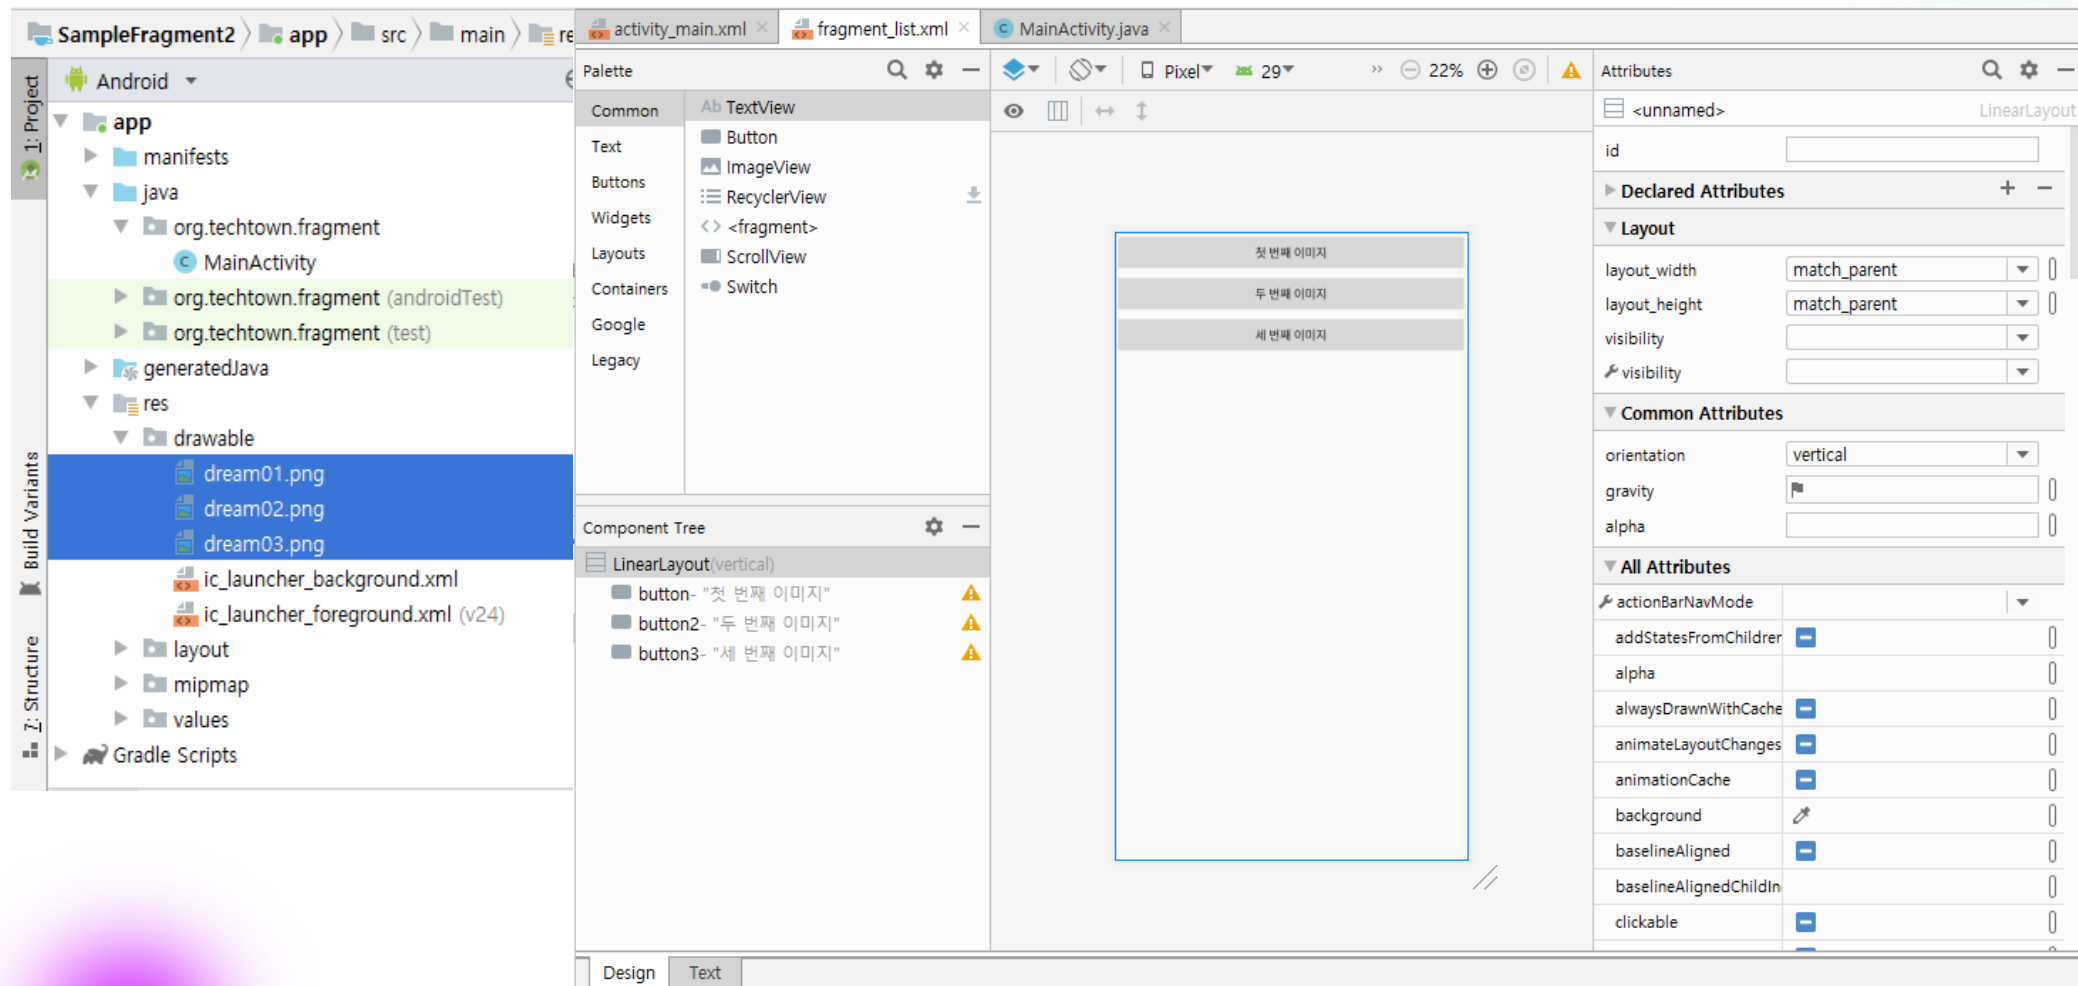 SampleFragment2 app src main re
1: Project
Build Variants
7: Structure
Android
app
manifests
java
org.techtown.fragment
MainActivity
org.techtown.fragment (androidTest)
org.techtown.fragment (test)
generatedJava
res
drawable
dream01.png
dream02.png
dream03.png
ic_launcher_background.xml
ic_launcher_foreground.xml (v24)
layout
mipmap
values
Gradle Scripts
activity_main.xml fragment_list.xml MainActivity.java
Palette
Common
Text
Buttons
Widgets
Layouts
Containers
Google
Legacy
Ab TextView
Button
ImageView
RecyclerView
<fragment>
ScrollView
Switch
Component Tree
LinearLayout(vertical)
button- "첫 번째 이미지"
button2- "두 번째 이미지"
button3- "세 번째 이미지"
Pixel 29 22%
첫 번째 이미지
두 번째 이미지
세 번째 이미지
Attributes
<unnamed> LinearLayout
id
Declared Attributes
Layout
layout_width match_parent
layout_height match_parent
visibility
visibility
Common Attributes
orientation vertical
gravity
alpha
All Attributes
actionBarNavMode
addStatesFromChildrer
alpha
alwaysDrawnWithCache
animateLayoutChanges
animationCache
background
baselineAligned
baselineAlignedChildIn
clickable
Design Text